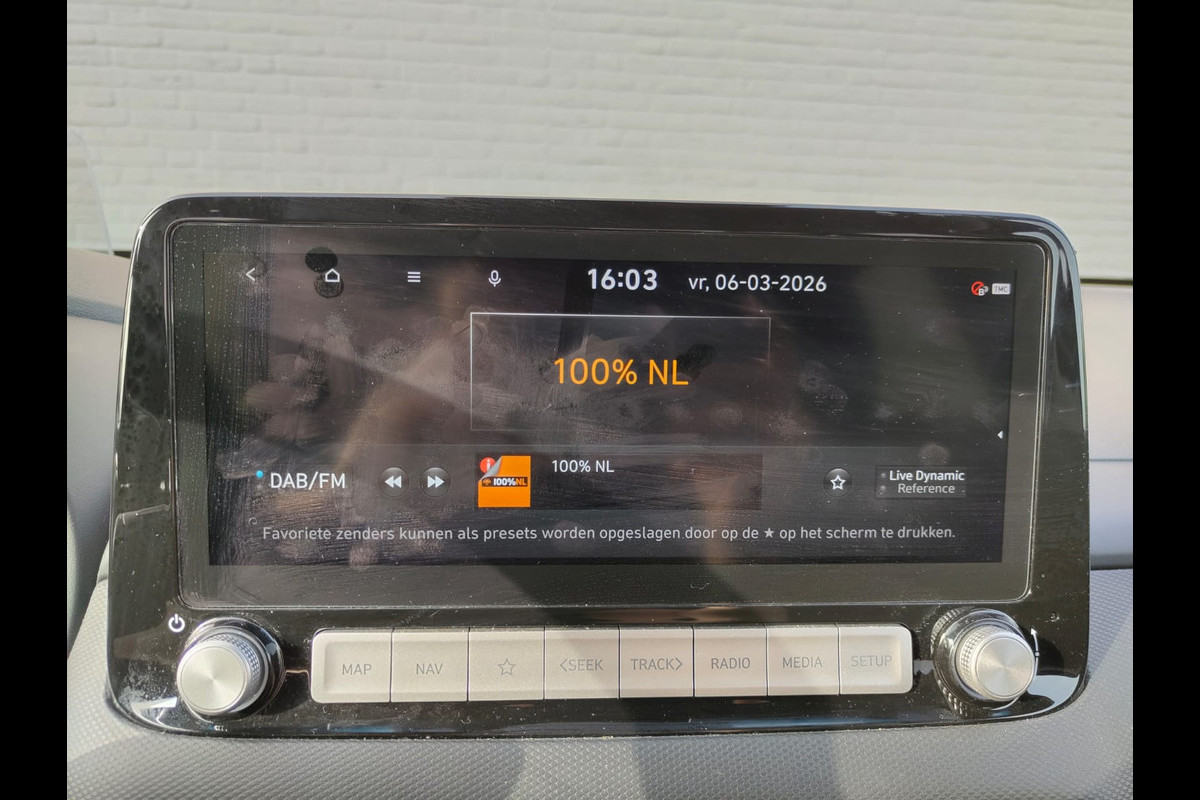 16:03 vr, 06-03-2026
TMC
100% NL
DAB/FM
100%NL
100% NL
Live Dynamic
Reference
Favoriete zenders kunnen als presets worden opgeslagen door op de ★ op het scherm te drukken.
MAP NAV ☆ <SEEK TRACK> RADIO MEDIA SETUP